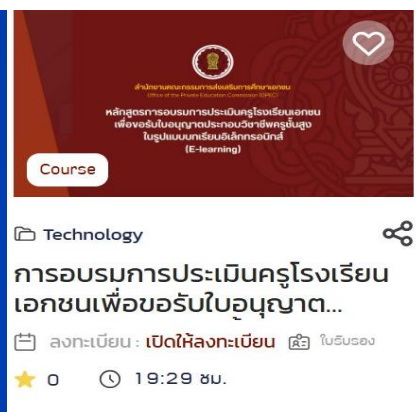 สำนักงานคณะกรรมการส่งเสริมการศึกษาเอกชน
Office of the Private Education Commission (OPEC)
หลักสูตรการอบรมการประเมินครูโรงเรียนเอกชน
เพื่อขอรับใบอนุญาตประกอบวิชาชีพครูชั้นสูง
ในรูปแบบบทเรียนอิเล็กทรอนิกส์
(E-learning)
Course
Technology
การอบรมการประเมินครูโรงเรียน
เอกชนเพื่อขอรับใบอนุญาต...
ลงทะเบียน : เปิดให้ลงทะเบียน ใบรับรอง
0 19:29 ชม.